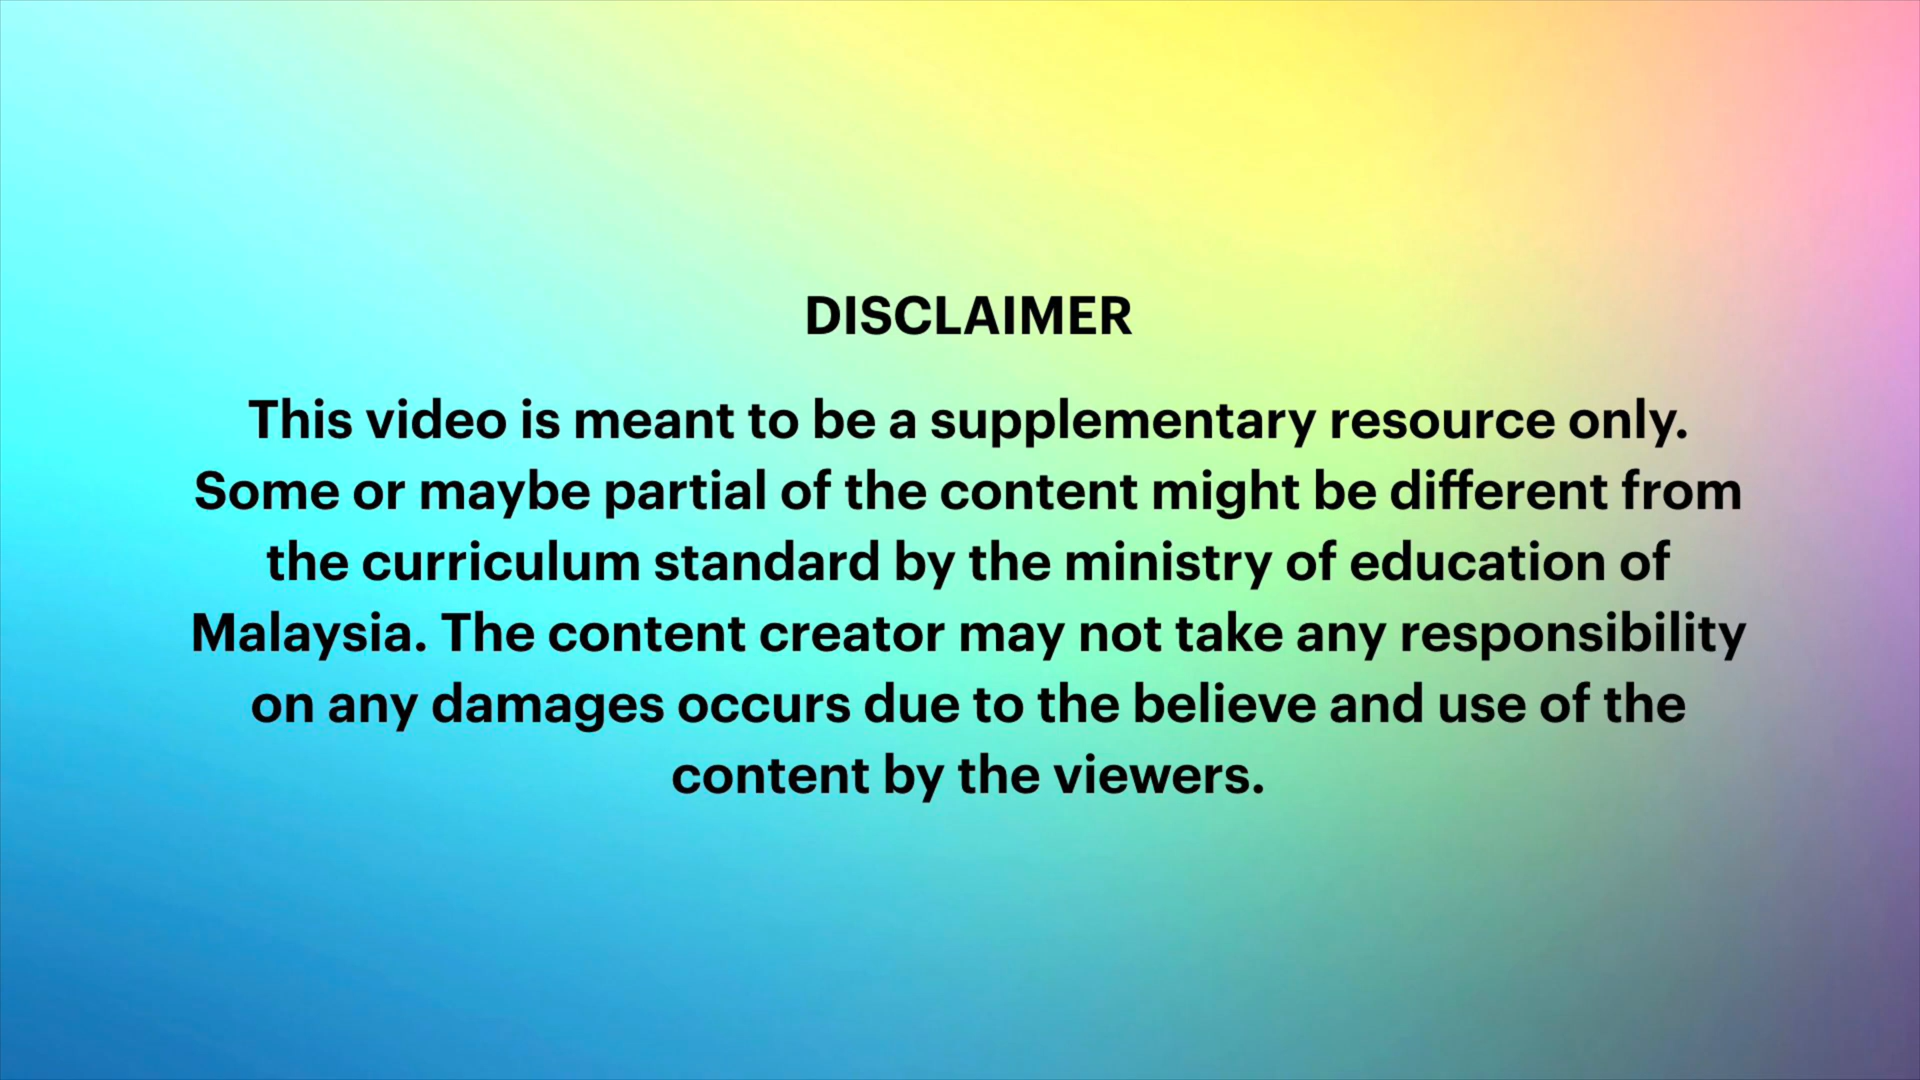 DISCLAIMER
This video is meant to be a supplementary resource only.
Some or maybe partial of the content might be different from
the curriculum standard by the ministry of education of
Malaysia. The content creator may not take any responsibility
on any damages occurs due to the believe and use of the
content by the viewers.